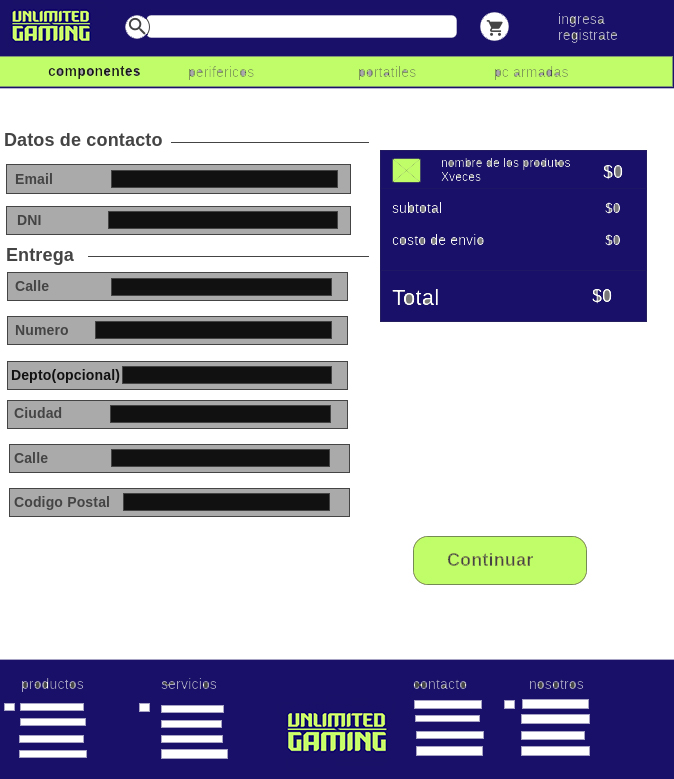 UNLIMITED
GAMING
ingresa
registrate
componentes perifericos portatiles pc armadas
Datos de contacto
Email
DNI
Entrega
Calle
Numero
Depto(opcional)
Ciudad
Calle
Codigo Postal
nombre de los produtos
Xveces
$0
subtotal $0
costo de envio $0
Total $0
Continuar
productos servicios contacto nosotros
UNLIMITED
GAMING